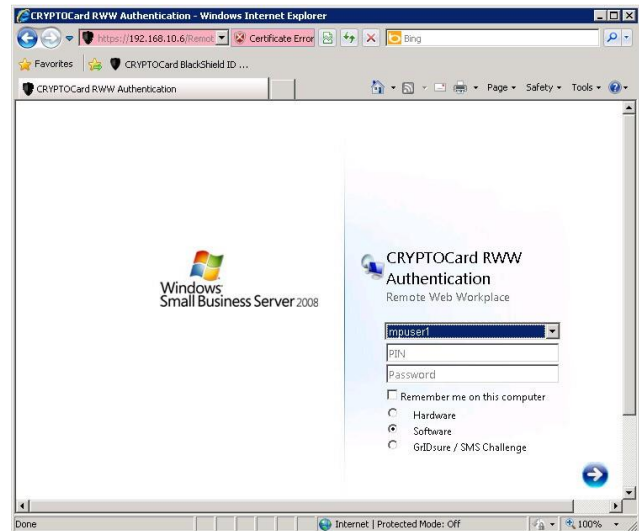 CRYPTOCard RWW Authentication - Windows Internet Explorer
https://192.168.10.6/Remot
Certificate Error
Bing
Favorites
CRYPTOCard BlackShield ID ...
CRYPTOCard RWW Authentication
Page
Safety
Tools
Windows
Small Business Server 2008
CRYPTOCard RWW
Authentication
Remote Web Workplace
mpuser1
PIN
Password
Remember me on this computer
Hardware
Software
GrIDsure / SMS Challenge
Done
Internet | Protected Mode: Off
100%